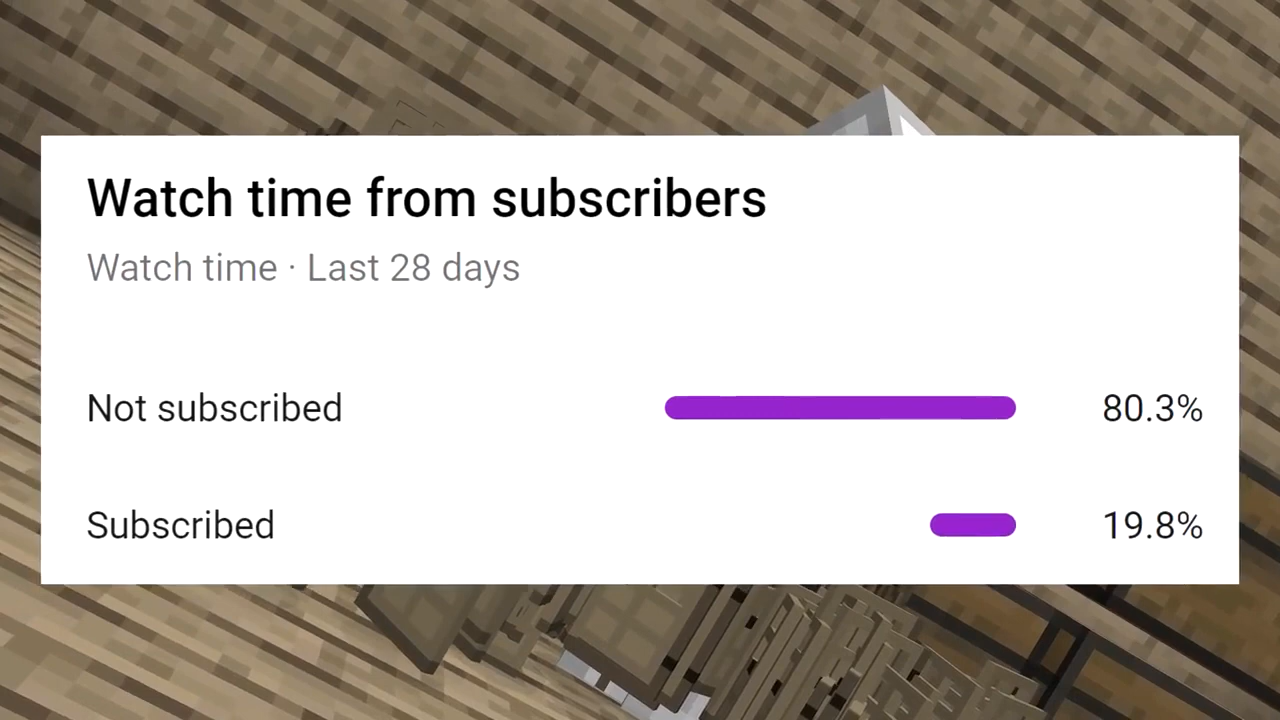 Watch time from subscribers
Watch time · Last 28 days
Not subscribed 80.3%
Subscribed 19.8%